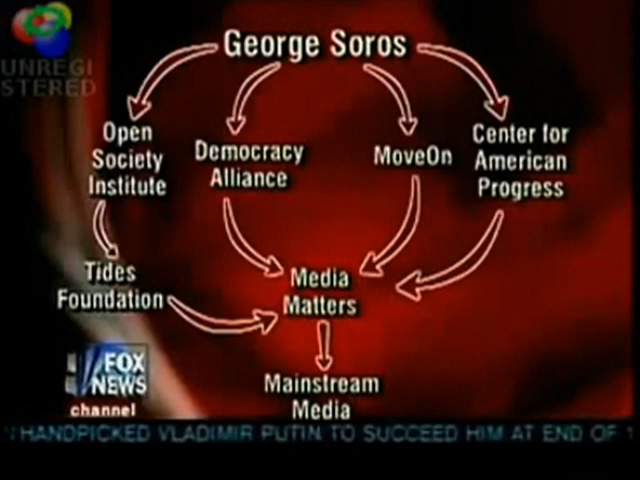 UNREGI
STERED
George Soros
Open
Society
Institute
Democracy
Alliance
MoveOn
Center for
American
Progress
Tides
Foundation
Media
Matters
FOX
NEWS
channel
Mainstream
Media
HANDPICKED VLADIMIR PUTIN TO SUCCEED HIM AT END OF